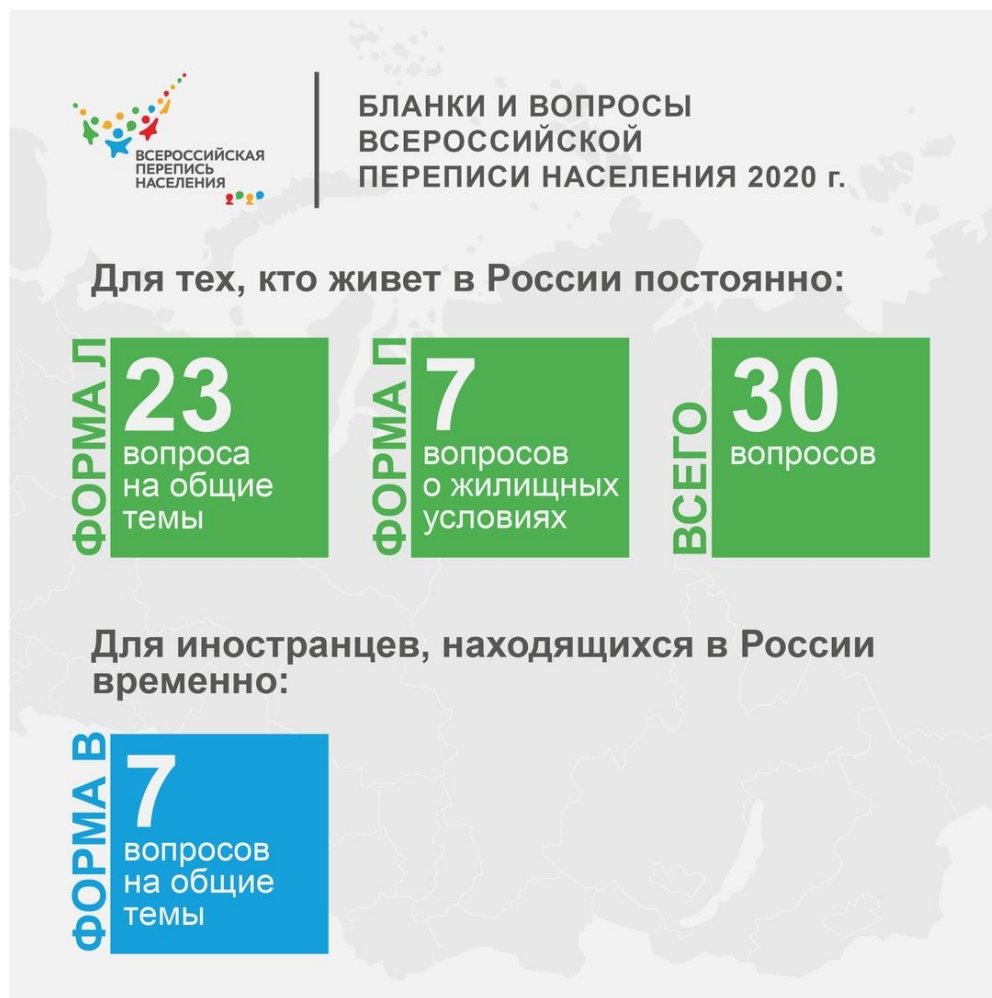 ВСЕРОССИЙСКАЯ
ПЕРЕПИСЬ
НАСЕЛЕНИЯ
2020
БЛАНКИ И ВОПРОСЫ
ВСЕРОССИЙСКОЙ
ПЕРЕПИСИ НАСЕЛЕНИЯ 2020 г.
Для тех, кто живет в России постоянно:
ФОРМА Л
23
вопроса
на общие
темы
ФОРМА П
7
вопросов
о жилищных
условиях
ВСЕГО
30
вопросов
Для иностранцев, находящихся в России
временно:
ФОРМА В
7
вопросов
на общие
темы